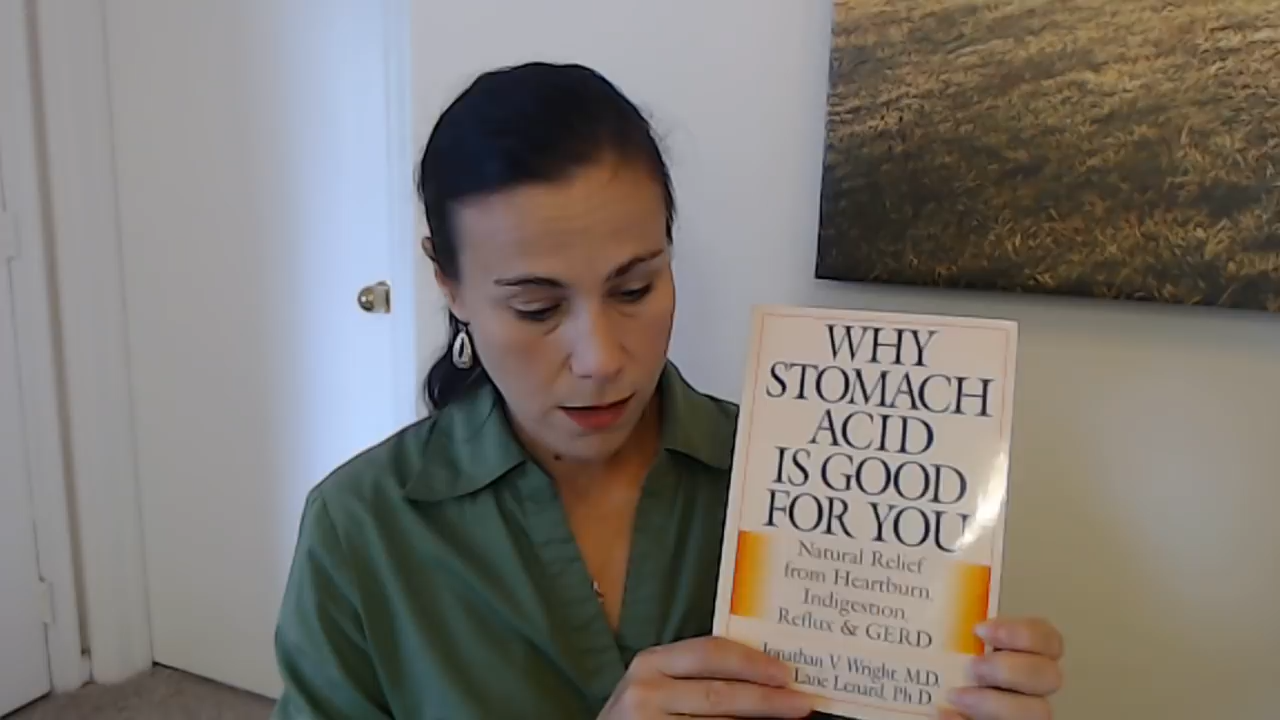 WHY
STOMACH
ACID
IS GOOD
FOR YOU
Natural Relief
from Heartburn,
Indigestion,
Reflux & GERD
Jonathan V. Wright, M.D.
Lane Lenard, Ph.D.